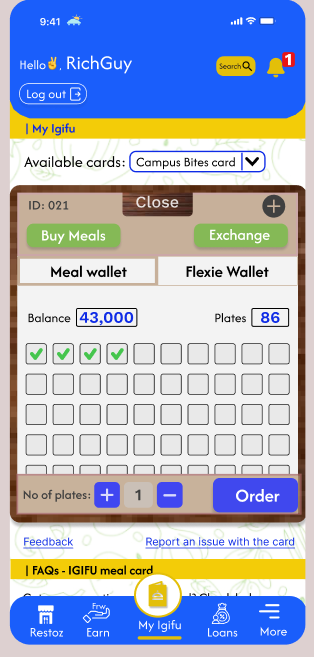 9:41
Hello✌️, RichGuy
Search
1
Log out
| My Igifu
Available cards: Campus Bites card
ID: 021
Close
Buy Meals
Exchange
Meal wallet
Flexie Wallet
Balance 43,000
Plates 86
No of plates: + 1 −
Order
Feedback
Report an issue with the card
| FAQs - IGIFU meal card
Frw
Restoz
Earn
My Igifu
Loans
More